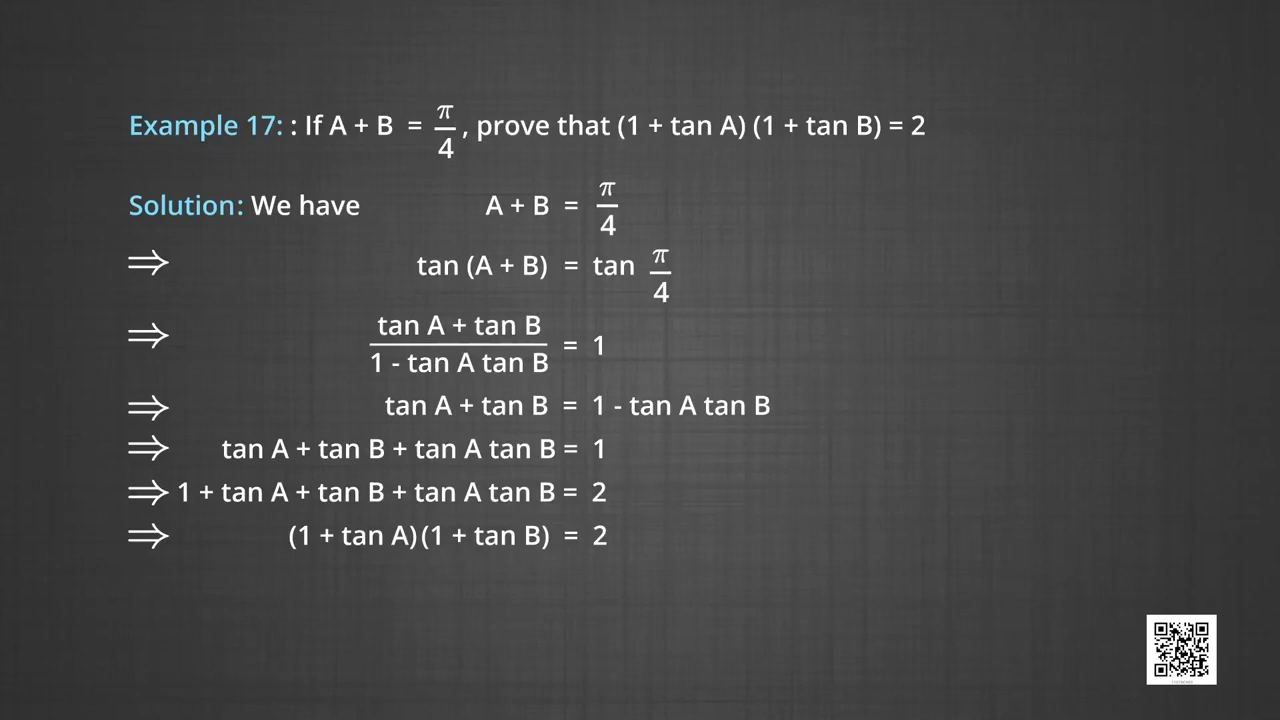 Example 17: : If A + B = π/4, prove that (1 + tan A) (1 + tan B) = 2
Solution: We have A + B = π/4
⇒ tan (A + B) = tan π/4
⇒ (tan A + tan B)/(1 - tan A tan B) = 1
⇒ tan A + tan B = 1 - tan A tan B
⇒ tan A + tan B + tan A tan B = 1
⇒ 1 + tan A + tan B + tan A tan B = 2
⇒ (1 + tan A)(1 + tan B) = 2